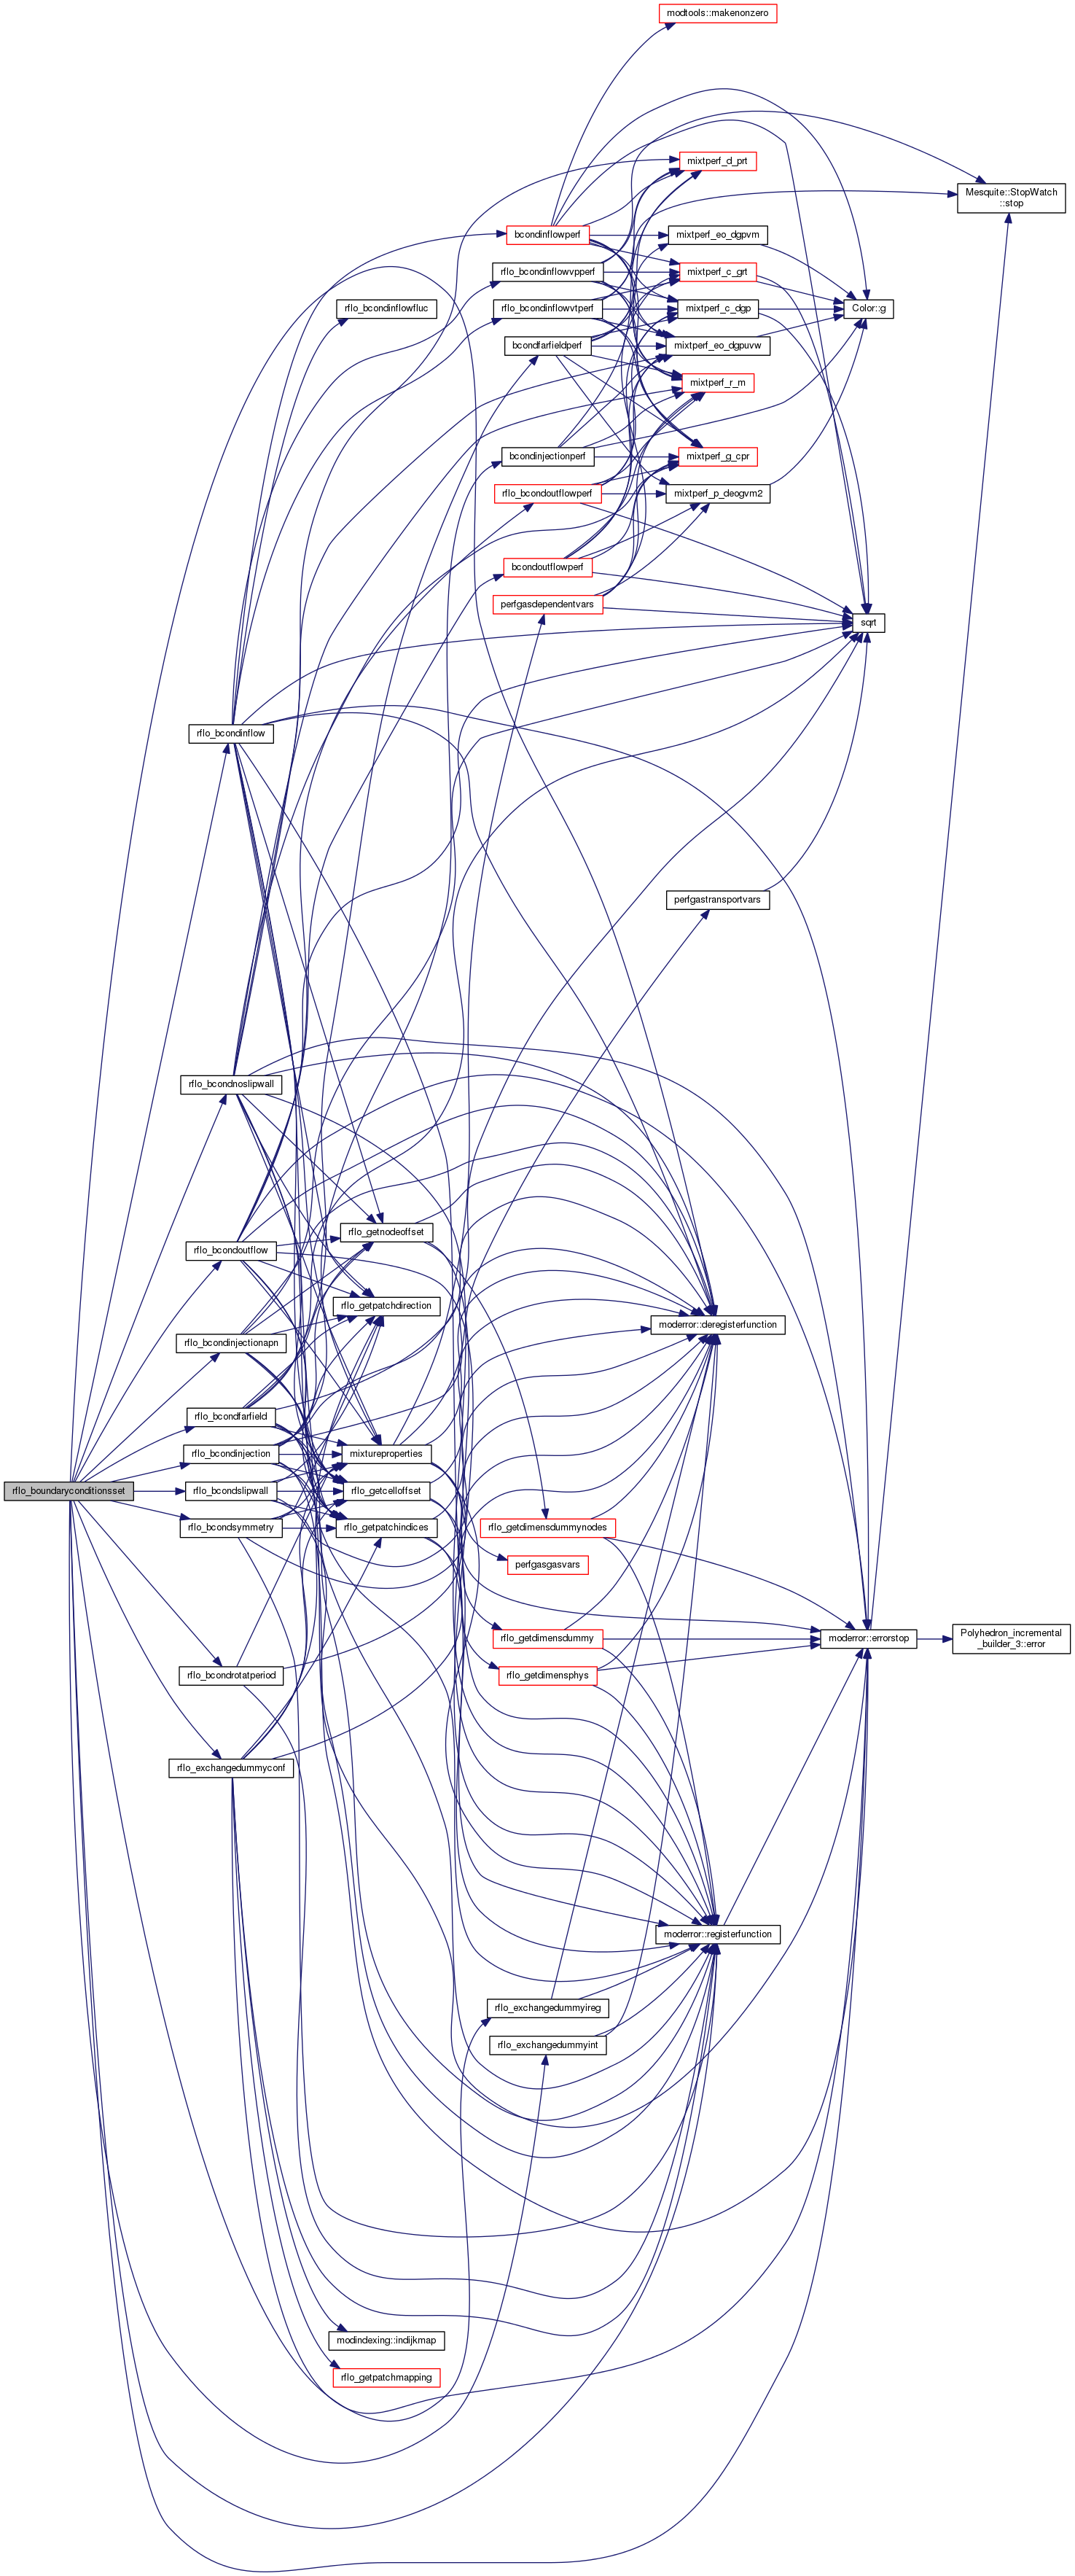 modtools::makenonzero
mixtperf_d_prt
Mesquite::StopWatch
::stop
bcondinflowperf
mixtperf_eo_dgpvm
rflo_bcondinflowvpperf
mixtperf_c_grt
rflo_bcondinflowfluc
rflo_bcondinflowvtperf
mixtperf_c_dgp
Color::g
bcondfarfieldperf
mixtperf_eo_dgpuvw
mixtperf_r_m
bcondinjectionperf
mixtperf_g_cpr
rflo_bcondoutflowperf
mixtperf_p_deogvm2
bcondoutflowperf
perfgasdependentvars
sqrt
rflo_bcondinflow
perfgastransportvars
rflo_bcondnoslipwall
rflo_getnodeoffset
rflo_bcondoutflow
rflo_getpatchdirection
moderror::deregisterfunction
rflo_bcondinjectionapn
rflo_bcondfarfield
rflo_bcondinjection
mixtureproperties
rflo_boundaryconditionsset
rflo_bcondslipwall
rflo_getcelloffset
rflo_bcondsymmetry
rflo_getpatchindices
rflo_getdimensdummynodes
perfgasgasvars
rflo_getdimensdummy
moderror::errorstop
Polyhedron_incremental
_builder_3::error
rflo_bcondrotatperiod
rflo_getdimensphys
rflo_exchangedummyconf
moderror::registerfunction
rflo_exchangedummyireg
rflo_exchangedummyint
modindexing::indijkmap
rflo_getpatchmapping